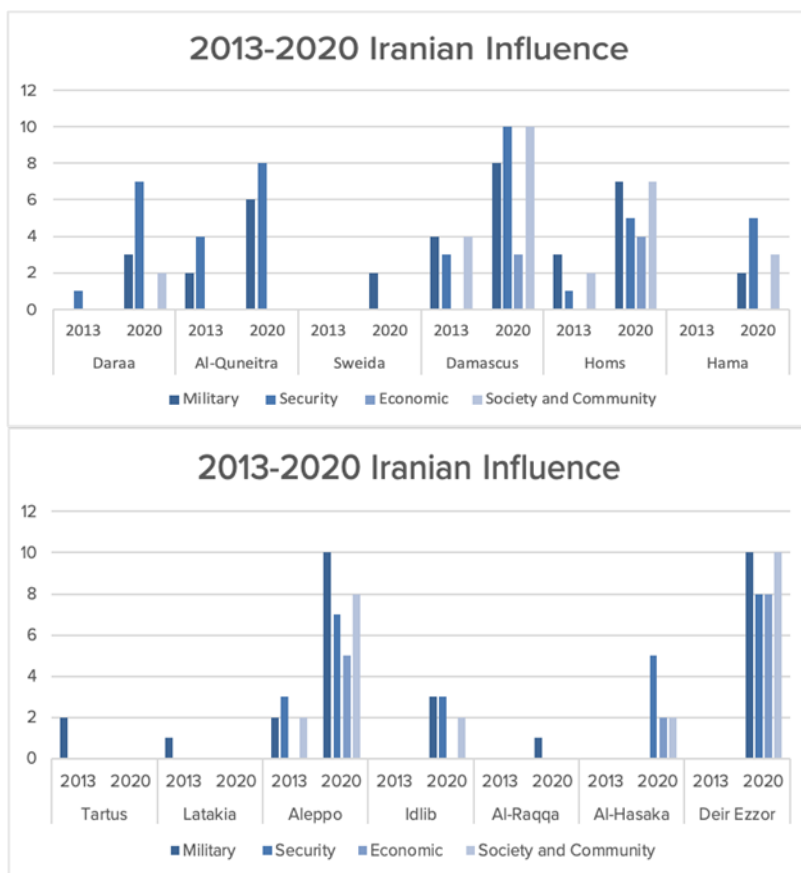 2013-2020 Iranian Influence
12
10
8
6
4
2
0
2013 2020 2013 2020 2013 2020 2013 2020 2013 2020 2013 2020
Daraa Al-Quneitra Sweida Damascus Homs Hama
Military Security Economic Society and Community
2013-2020 Iranian Influence
12
10
8
6
4
2
0
2013 2020 2013 2020 2013 2020 2013 2020 2013 2020 2013 2020 2013 2020
Tartus Latakia Aleppo Idlib Al-Raqqa Al-Hasaka Deir Ezzor
Military Security Economic Society and Community